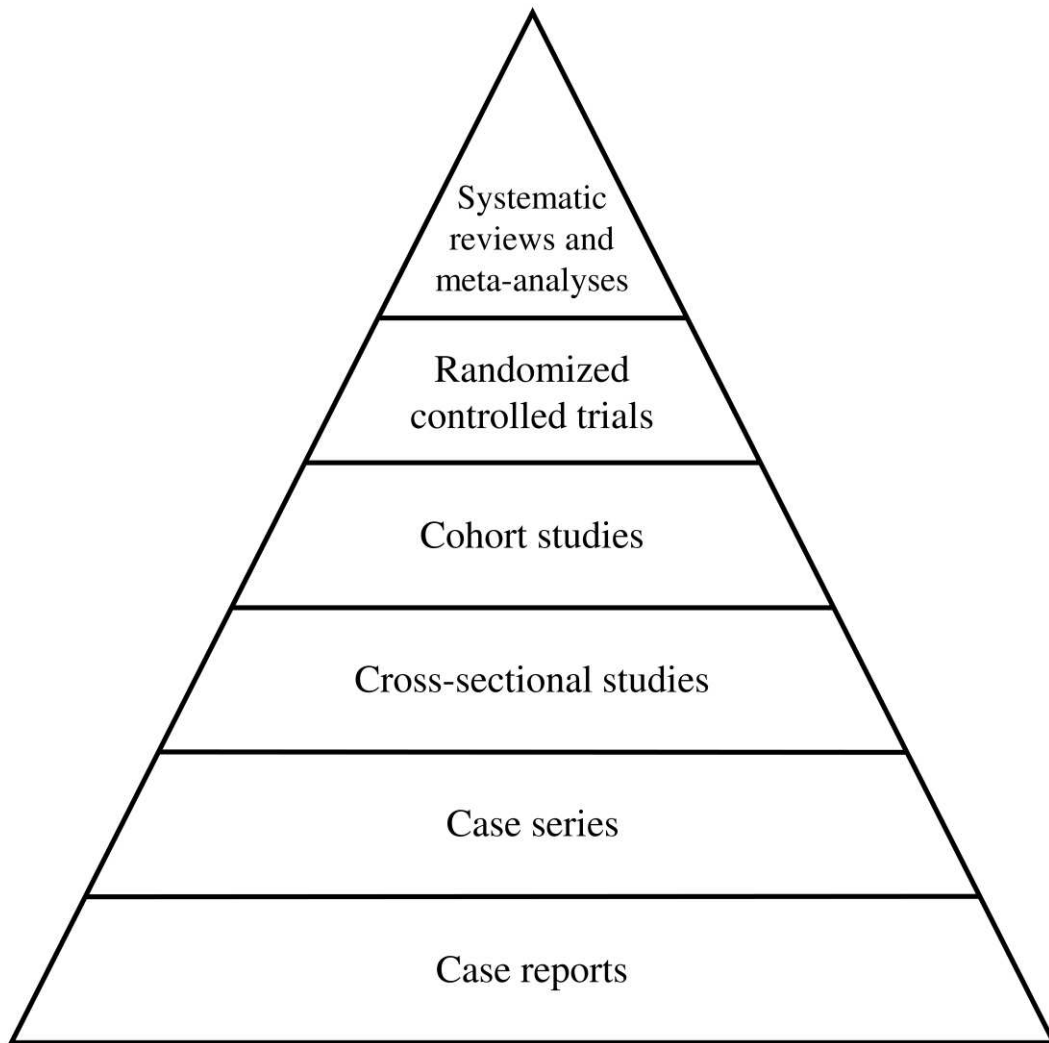 Systematic
reviews and
meta-analyses
Randomized
controlled trials
Cohort studies
Cross-sectional studies
Case series
Case reports